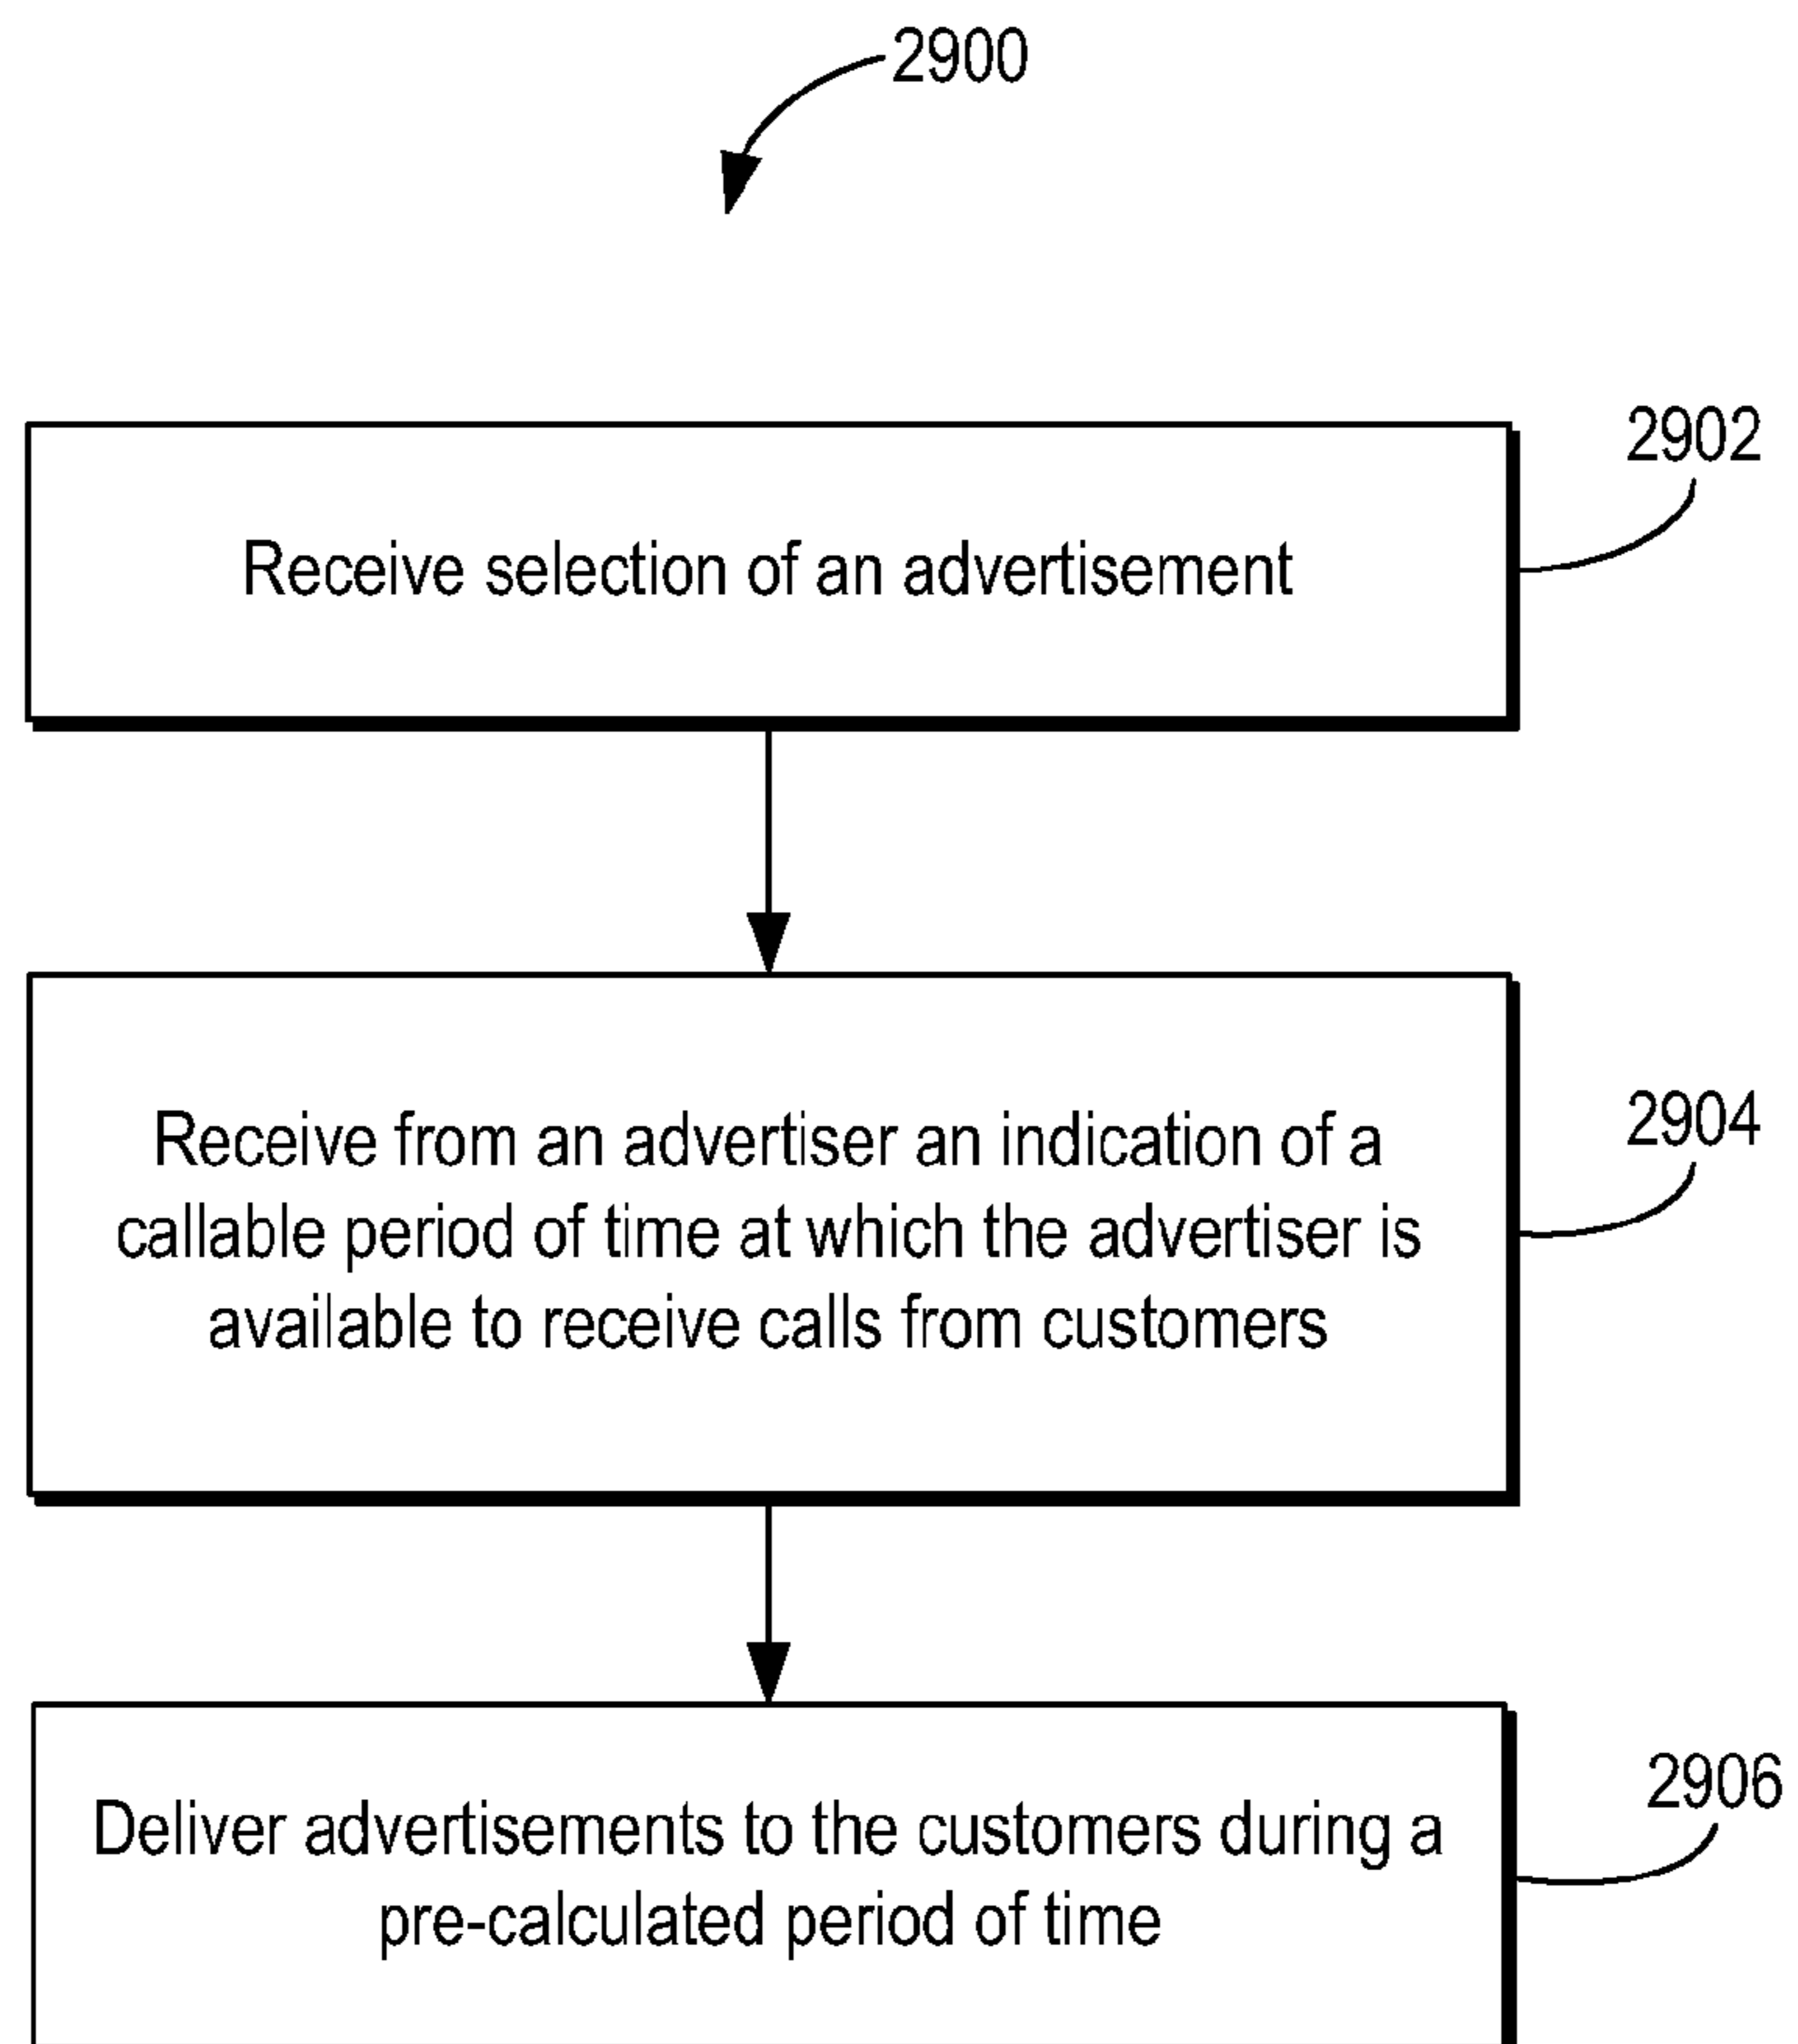 2900
2902
Receive selection of an advertisement
2904
Receive from an advertiser an indication of a
callable period of time at which the advertiser is
available to receive calls from customers
2906
Deliver advertisements to the customers during a
pre-calculated period of time